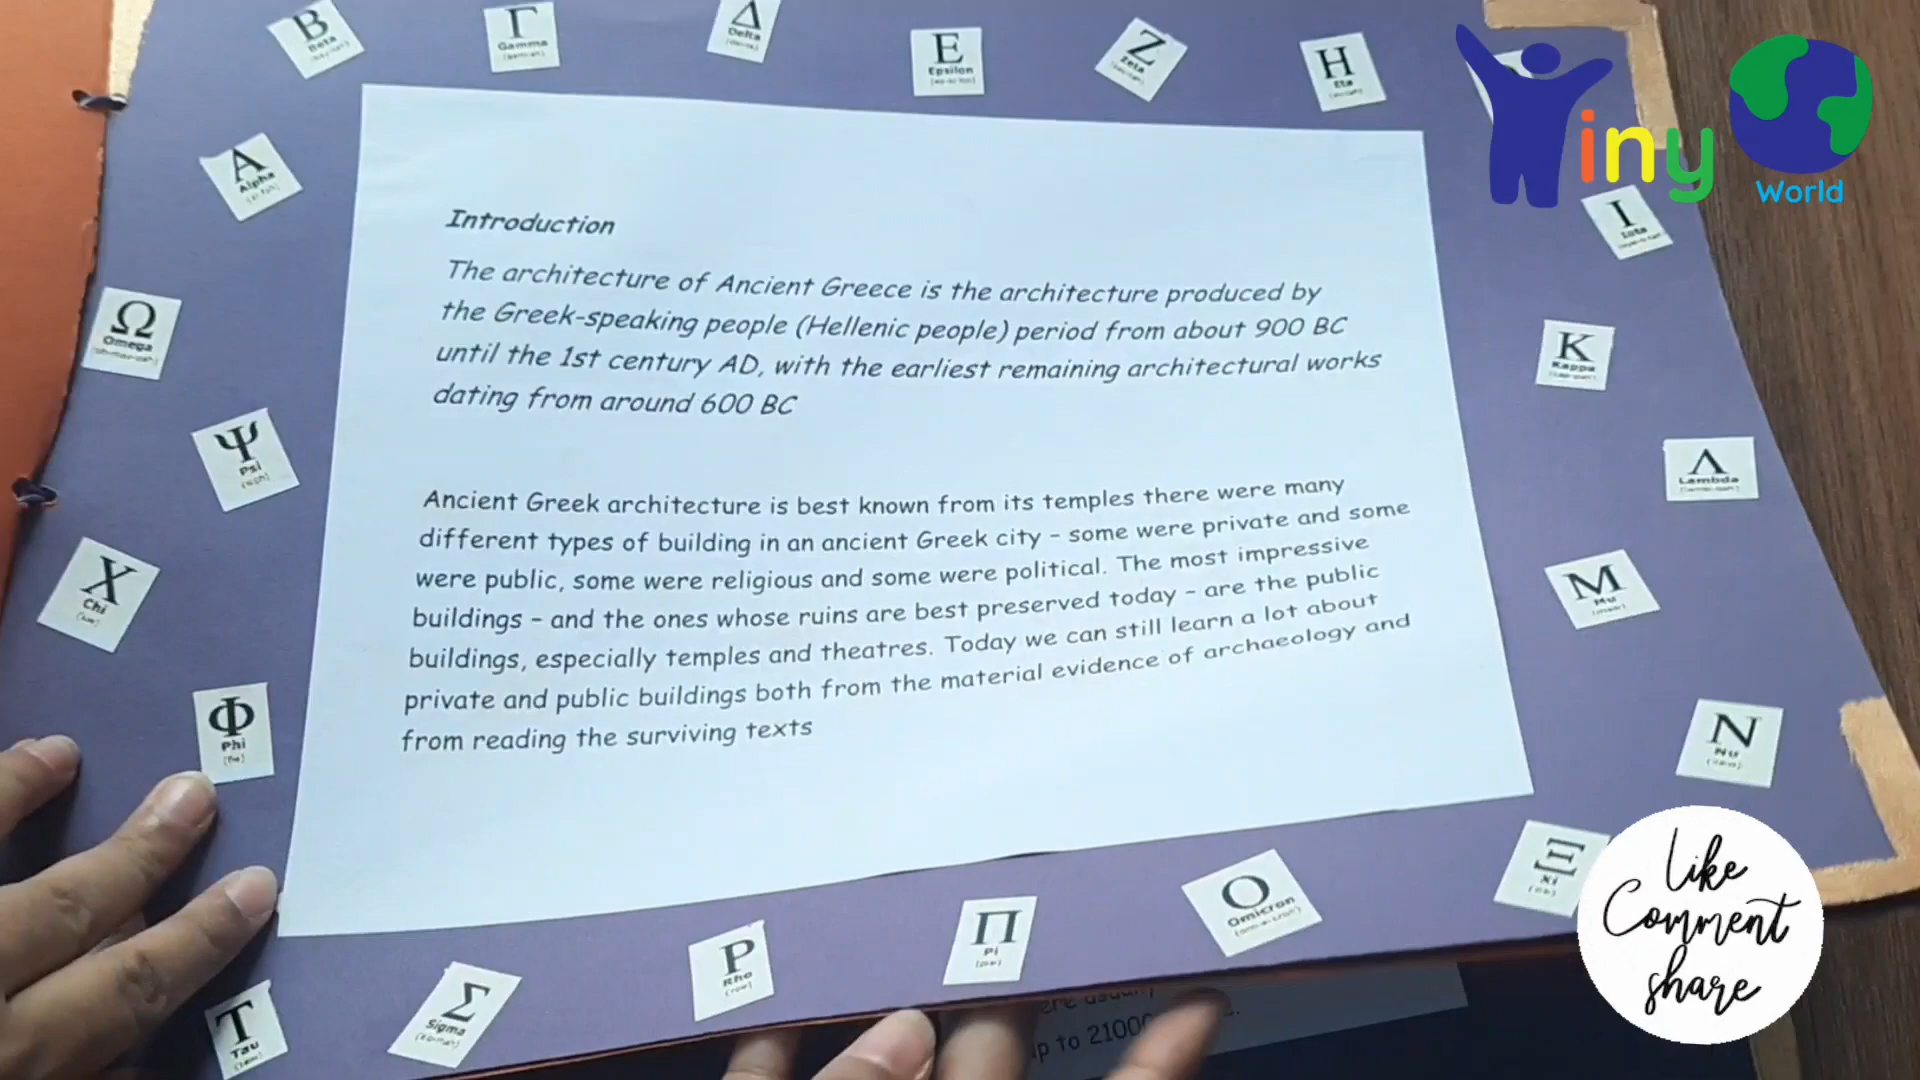 B
Beta
Γ
Gamma
Δ
Delta
E
Epsilon
Z
Zeta
H
Eta
Tiny
World
A
Alpha
I
Iota
Introduction
The architecture of Ancient Greece is the architecture produced by
the Greek-speaking people (Hellenic people) period from about 900 BC
until the 1st century AD, with the earliest remaining architectural works
dating from around 600 BC
Ω
Omega
K
Kappa
Ψ
Psi
Λ
Lambda
Ancient Greek architecture is best known from its temples there were many
different types of building in an ancient Greek city - some were private and some
were public, some were religious and some were political. The most impressive
buildings - and the ones whose ruins are best preserved today - are the public
buildings, especially temples and theatres. Today we can still learn a lot about
private and public buildings both from the material evidence of archaeology and
from reading the surviving texts
X
Chi
M
Mu
Φ
Phi
N
Nu
Ξ
Xi
O
Omicron
Π
Pi
P
Rho
Σ
Sigma
T
Tau
up to 21000
like
Comment
share